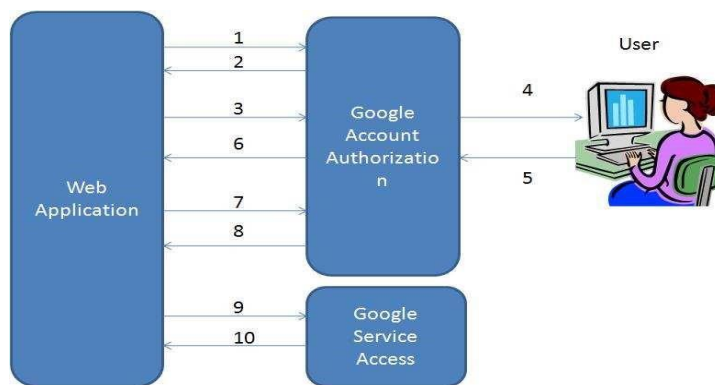 User
1
2
3
4
Google
Account
Authorizatio
n
6
5
Web
Application
7
8
9
10
Google
Service
Access